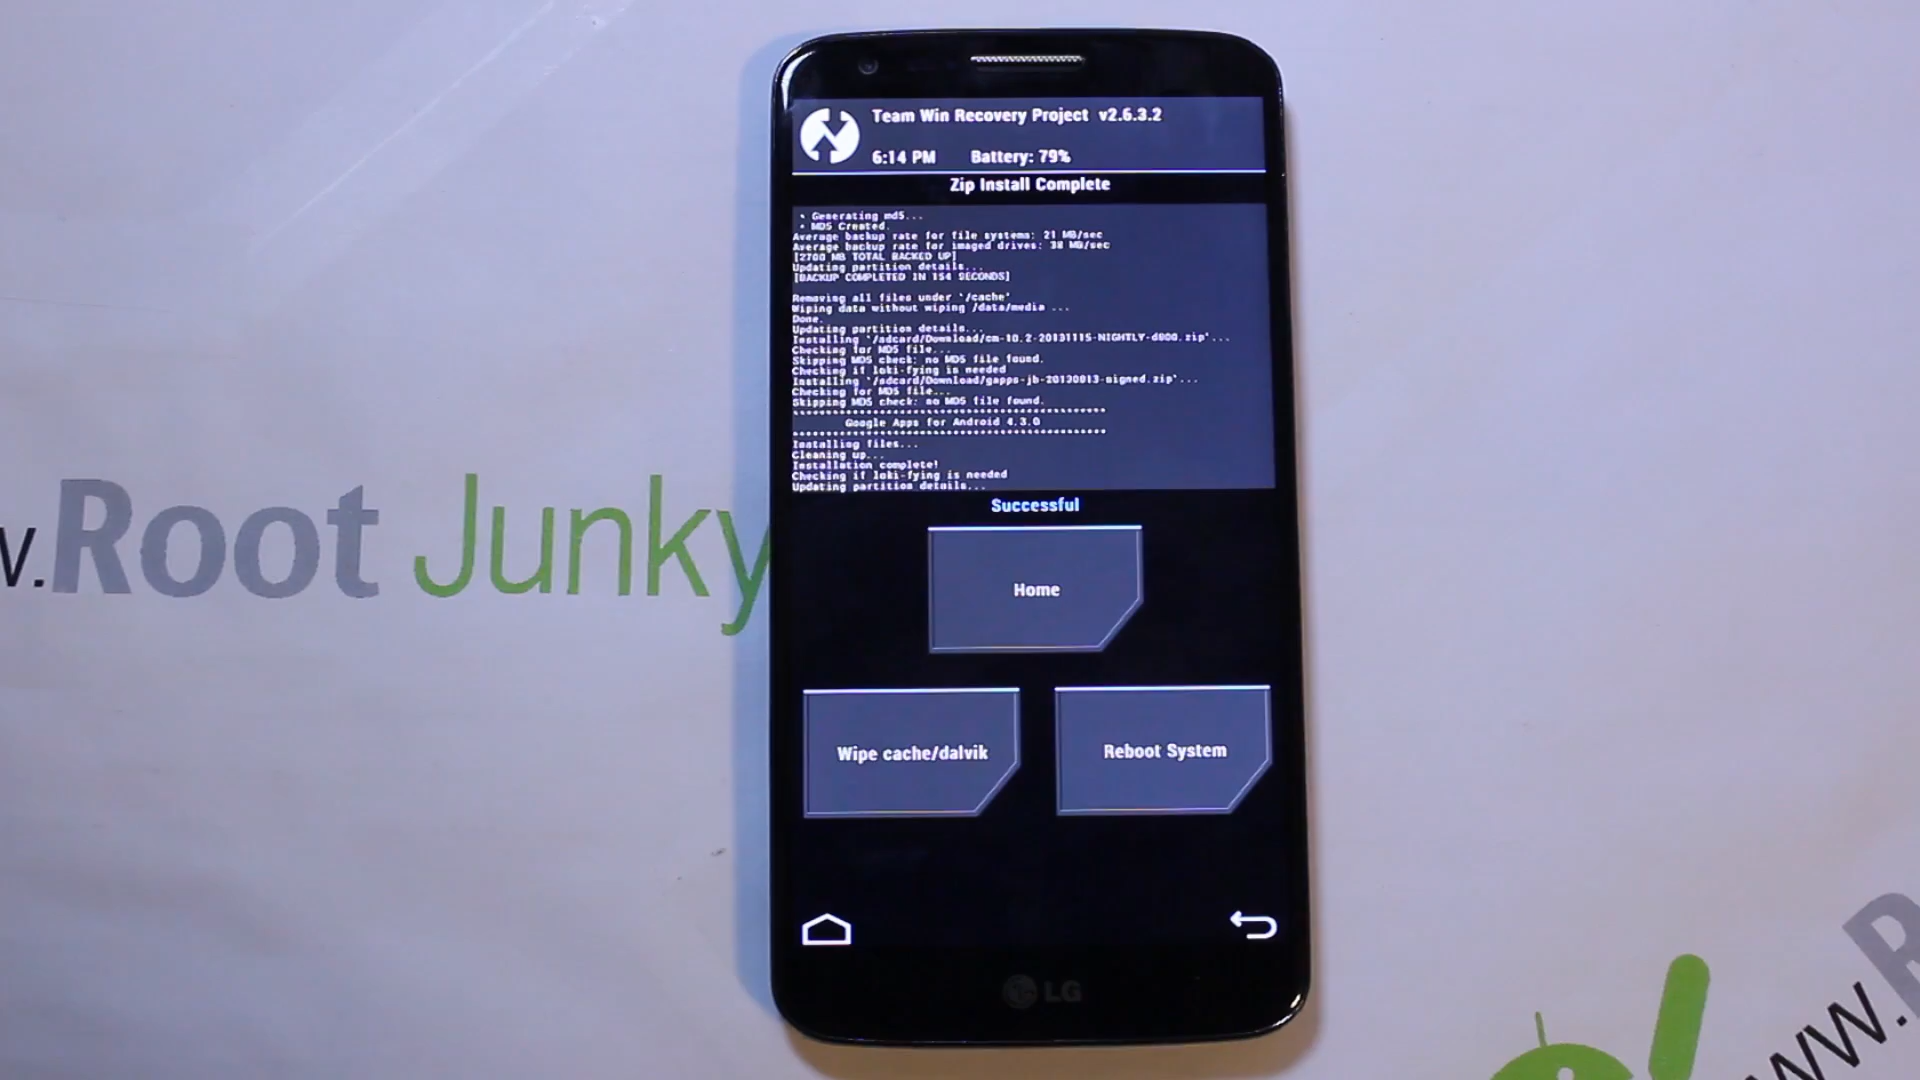 Team Win Recovery Project v2.6.3.2
6:14 PM Battery: 79%
Zip Install Complete
• Generating md5...
• MD5 Created.
Average backup rate for file systems: 21 MB/sec
Average backup rate for imaged drives: 38 MB/sec
[2700 MB TOTAL BACKED UP]
Updating partition details...
[BACKUP COMPLETED IN 154 SECONDS]
Removing all files under '/cache'
Wiping data without wiping /data/media ...
Done.
Updating partition details...
Installing '/sdcard/Download/cm-10.2-20131115-NIGHTLY-d800.zip'...
Checking for MD5 file...
Skipping MD5 check: no MD5 file found.
Checking if loki-fying is needed
Installing '/sdcard/Download/gapps-jb-20130813-signed.zip'...
Checking for MD5 file...
Skipping MD5 check: no MD5 file found.
Google Apps for Android 4.3.0
Installing files...
Cleaning up...
Installation complete!
Checking if loki-fying is needed
Updating partition details...
Successful
Home
Wipe cache/dalvik
Reboot System
LG
w.Root Junky
www.R